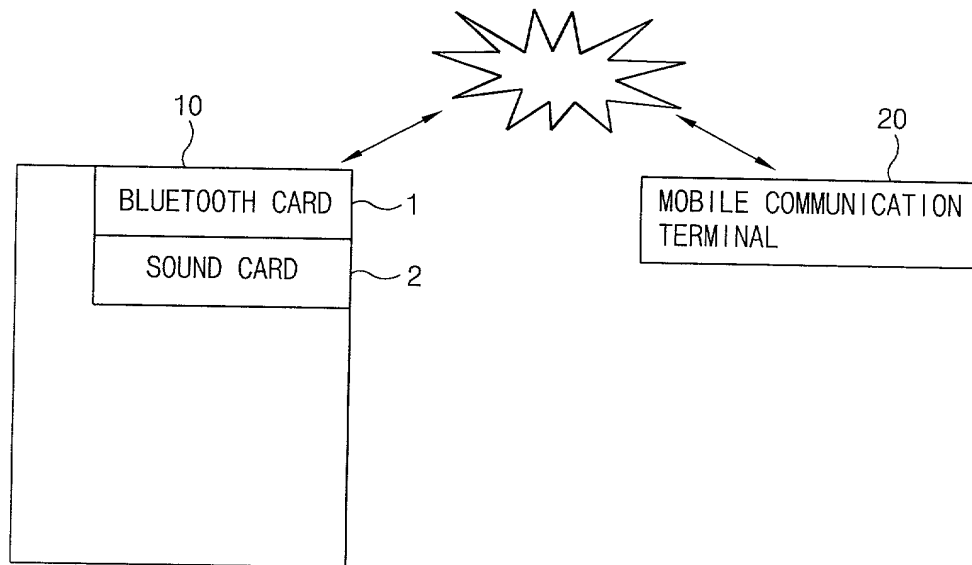 10
BLUETOOTH CARD
1
SOUND CARD
2
20
MOBILE COMMUNICATION
TERMINAL